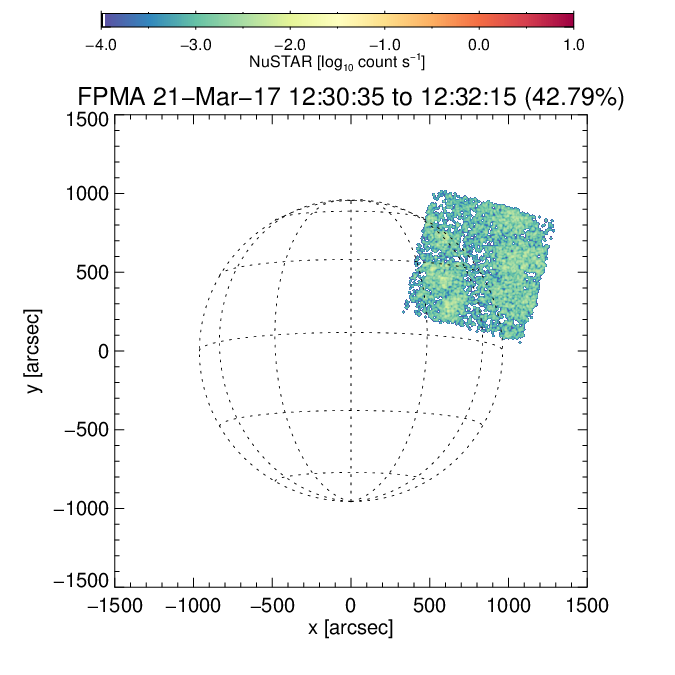 −4.0 −3.0 −2.0 −1.0 0.0 1.0
NuSTAR [log₁₀ count s⁻¹]
FPMA 21−Mar−17 12:30:35 to 12:32:15 (42.79%)
1500
1000
500
0
−500
−1000
−1500
y [arcsec]
−1500 −1000 −500 0 500 1000 1500
x [arcsec]